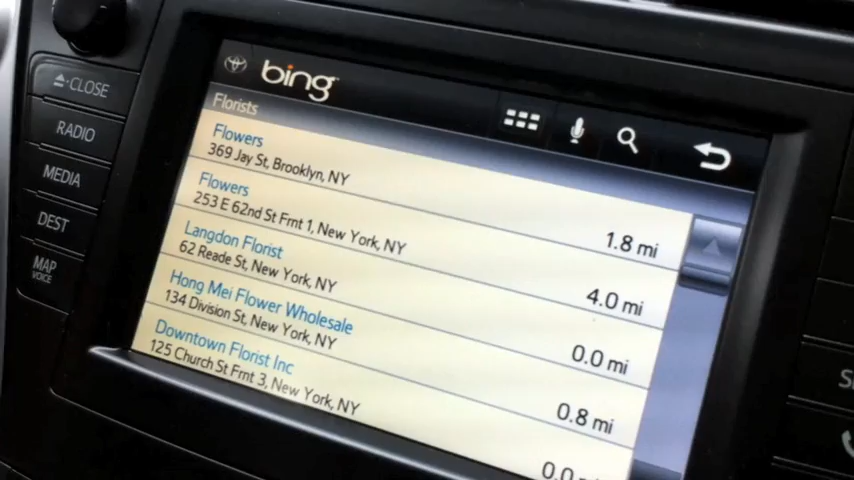 CLOSE
RADIO
MEDIA
DEST
MAP
VOICE
bing
Florists
Flowers
369 Jay St, Brooklyn, NY
1.8 mi
Flowers
253 E 62nd St Frnt 1, New York, NY
4.0 mi
Langdon Florist
62 Reade St, New York, NY
0.0 mi
Hong Mei Flower Wholesale
134 Division St, New York, NY
0.8 mi
Downtown Florist Inc
125 Church St Frnt 3, New York, NY
0.0